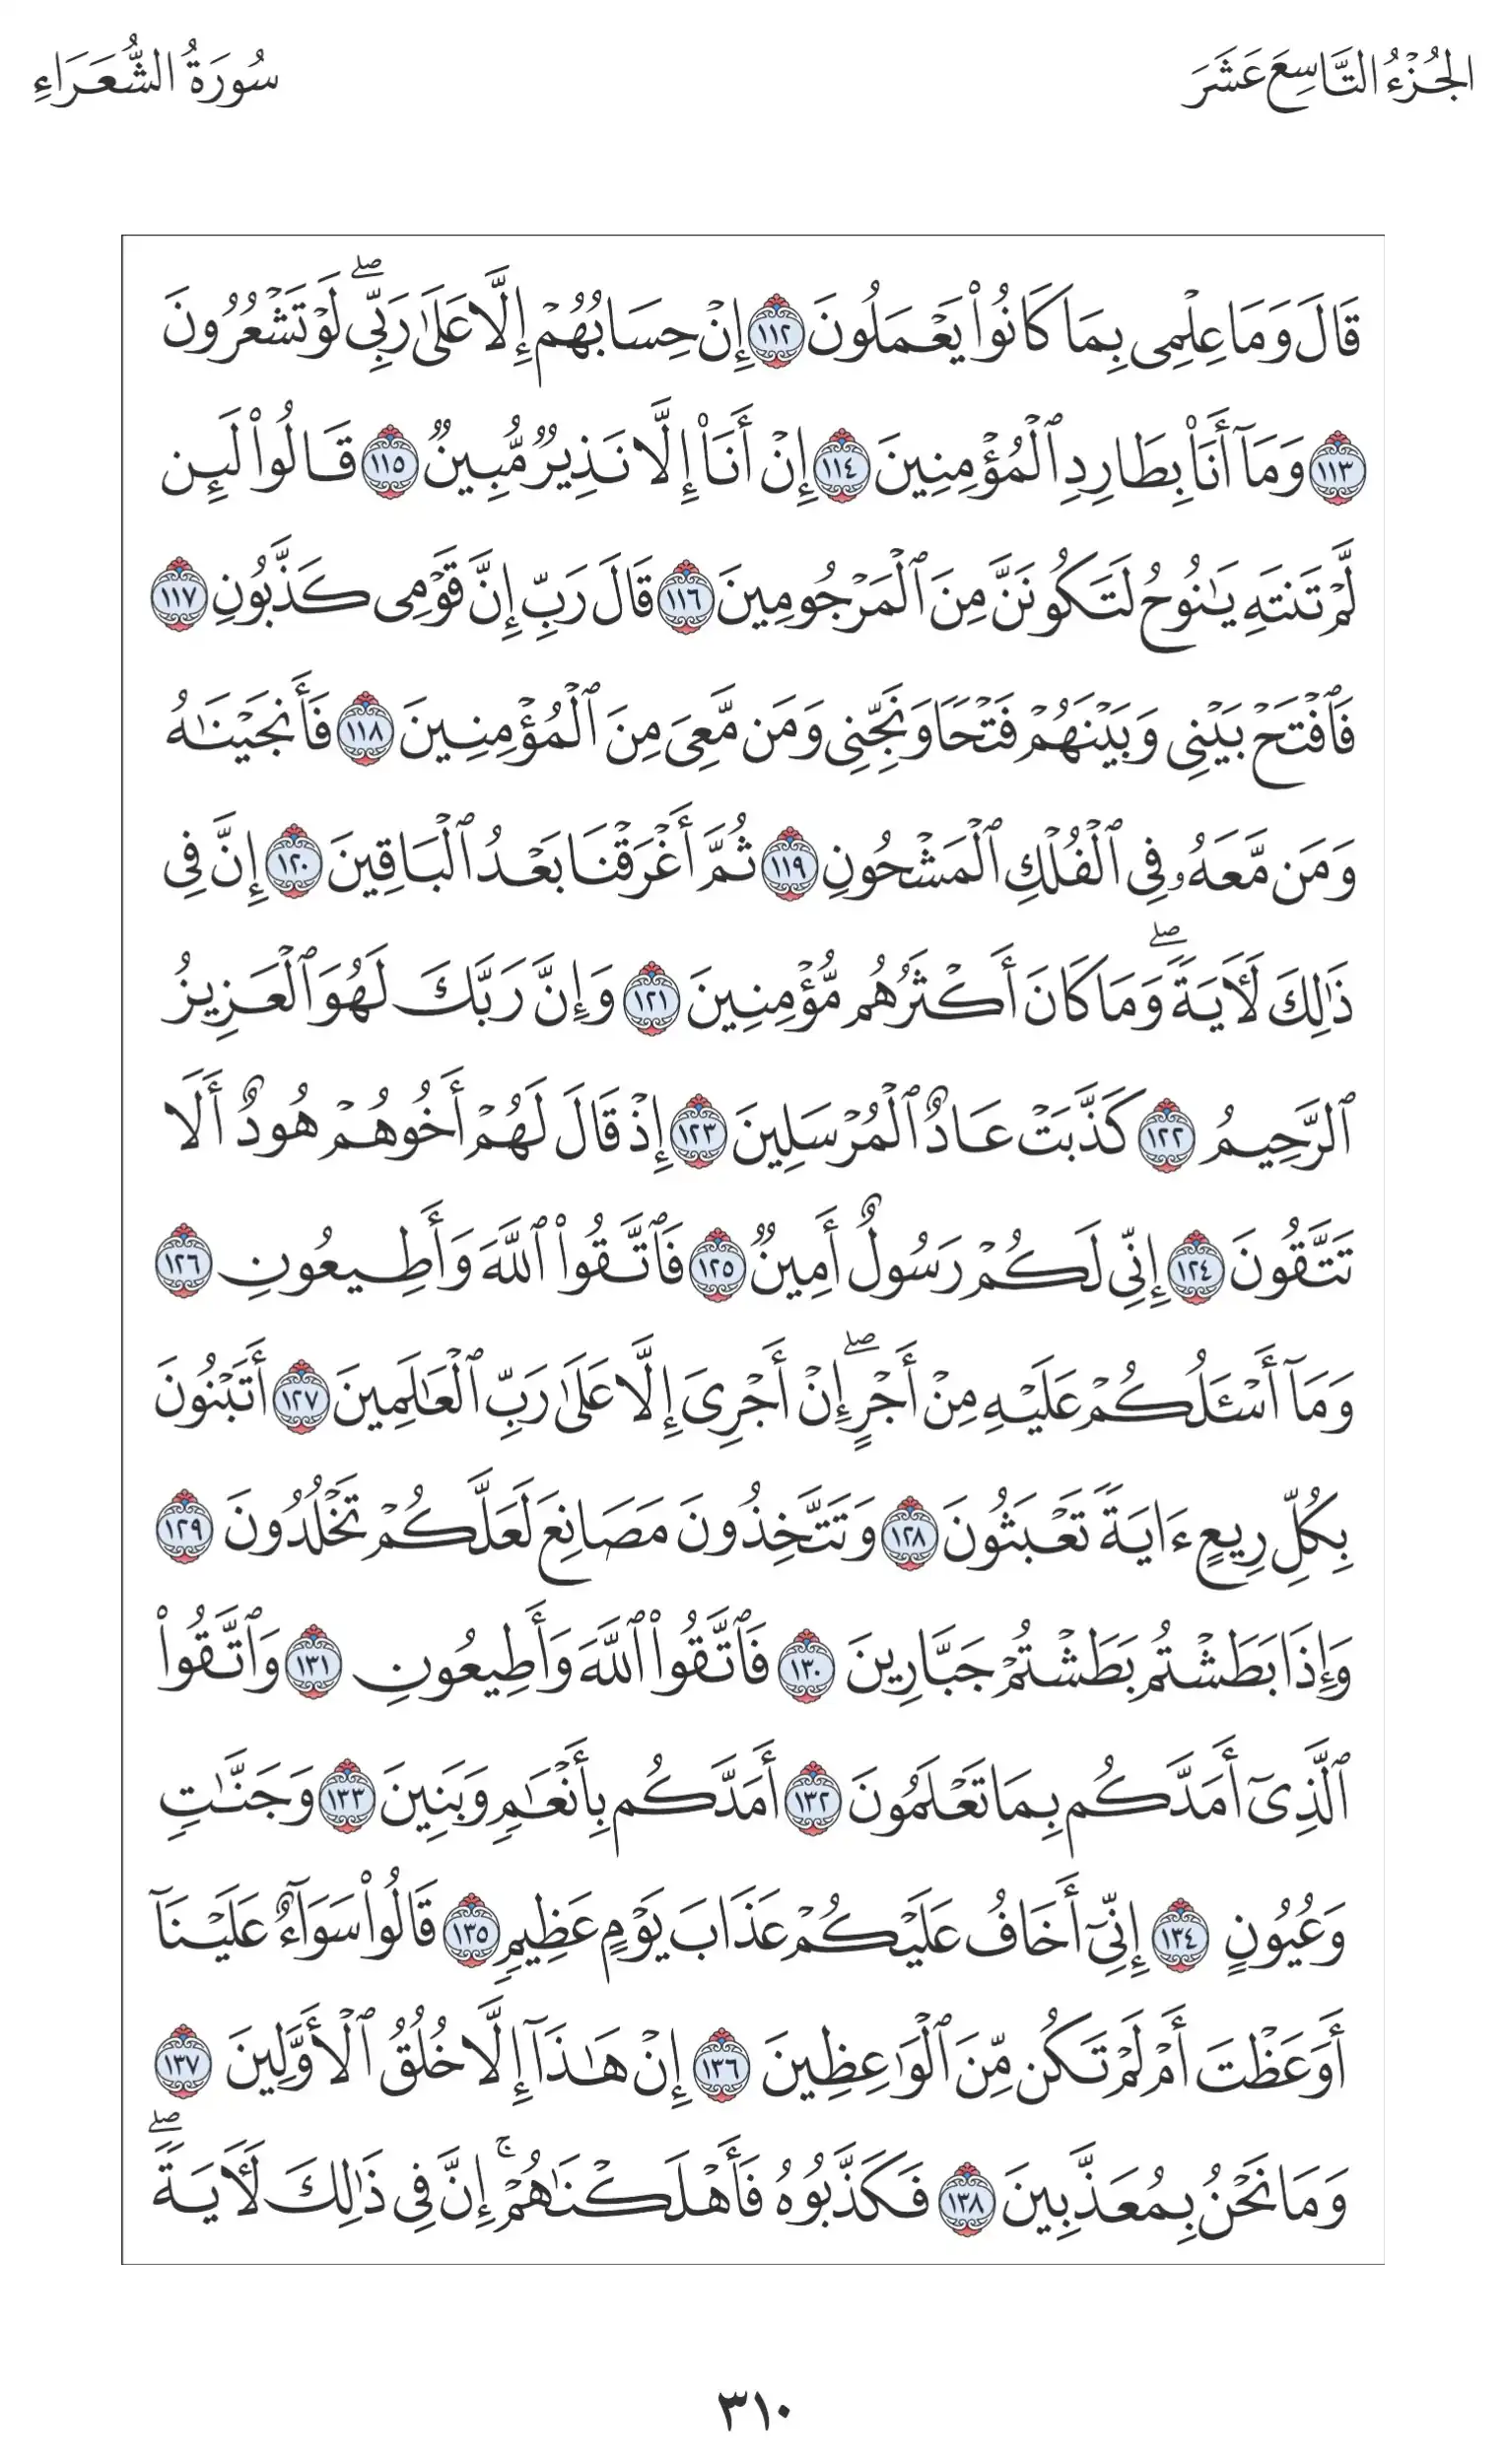 الجُزْءُ التَّاسِعَ عَشَرَ
سُورَةُ الشُّعَرَاءِ
قَالَ وَمَا عِلْمِى بِمَا كَانُوا۟ يَعْمَلُونَ ١١٢ إِنْ حِسَابُهُمْ إِلَّا عَلَىٰ رَبِّى ۖ لَوْ تَشْعُرُونَ
١١٣ وَمَآ أَنَا۠ بِطَارِدِ ٱلْمُؤْمِنِينَ ١١٤ إِنْ أَنَا۠ إِلَّا نَذِيرٌ مُّبِينٌ ١١٥ قَالُوا۟ لَئِن
لَّمْ تَنتَهِ يَـٰنُوحُ لَتَكُونَنَّ مِنَ ٱلْمَرْجُومِينَ ١١٦ قَالَ رَبِّ إِنَّ قَوْمِى كَذَّبُونِ ١١٧
فَٱفْتَحْ بَيْنِى وَبَيْنَهُمْ فَتْحًا وَنَجِّنِى وَمَن مَّعِىَ مِنَ ٱلْمُؤْمِنِينَ ١١٨ فَأَنجَيْنَـٰهُ
وَمَن مَّعَهُۥ فِى ٱلْفُلْكِ ٱلْمَشْحُونِ ١١٩ ثُمَّ أَغْرَقْنَا بَعْدُ ٱلْبَاقِينَ ١٢٠ إِنَّ فِى
ذَٰلِكَ لَـَٔايَةً ۖ وَمَا كَانَ أَكْثَرُهُم مُّؤْمِنِينَ ١٢١ وَإِنَّ رَبَّكَ لَهُوَ ٱلْعَزِيزُ
ٱلرَّحِيمُ ١٢٢ كَذَّبَتْ عَادٌ ٱلْمُرْسَلِينَ ١٢٣ إِذْ قَالَ لَهُمْ أَخُوهُمْ هُودٌ أَلَا
تَتَّقُونَ ١٢٤ إِنِّى لَكُمْ رَسُولٌ أَمِينٌ ١٢٥ فَٱتَّقُوا۟ ٱللَّهَ وَأَطِيعُونِ ١٢٦
وَمَآ أَسْـَٔلُكُمْ عَلَيْهِ مِنْ أَجْرٍ ۖ إِنْ أَجْرِىَ إِلَّا عَلَىٰ رَبِّ ٱلْعَـٰلَمِينَ ١٢٧ أَتَبْنُونَ
بِكُلِّ رِيعٍ ءَايَةً تَعْبَثُونَ ١٢٨ وَتَتَّخِذُونَ مَصَانِعَ لَعَلَّكُمْ تَخْلُدُونَ ١٢٩
وَإِذَا بَطَشْتُم بَطَشْتُمْ جَبَّارِينَ ١٣٠ فَٱتَّقُوا۟ ٱللَّهَ وَأَطِيعُونِ ١٣١ وَٱتَّقُوا۟
ٱلَّذِىٓ أَمَدَّكُم بِمَا تَعْلَمُونَ ١٣٢ أَمَدَّكُم بِأَنْعَـٰمٍ وَبَنِينَ ١٣٣ وَجَنَّـٰتٍ
وَعُيُونٍ ١٣٤ إِنِّىٓ أَخَافُ عَلَيْكُمْ عَذَابَ يَوْمٍ عَظِيمٍ ١٣٥ قَالُوا۟ سَوَآءٌ عَلَيْنَآ
أَوَعَظْتَ أَمْ لَمْ تَكُن مِّنَ ٱلْوَٰعِظِينَ ١٣٦ إِنْ هَـٰذَآ إِلَّا خُلُقُ ٱلْأَوَّلِينَ ١٣٧
وَمَا نَحْنُ بِمُعَذَّبِينَ ١٣٨ فَكَذَّبُوهُ فَأَهْلَكْنَـٰهُمْ ۚ إِنَّ فِى ذَٰلِكَ لَـَٔايَةً ۖ
٣١٠